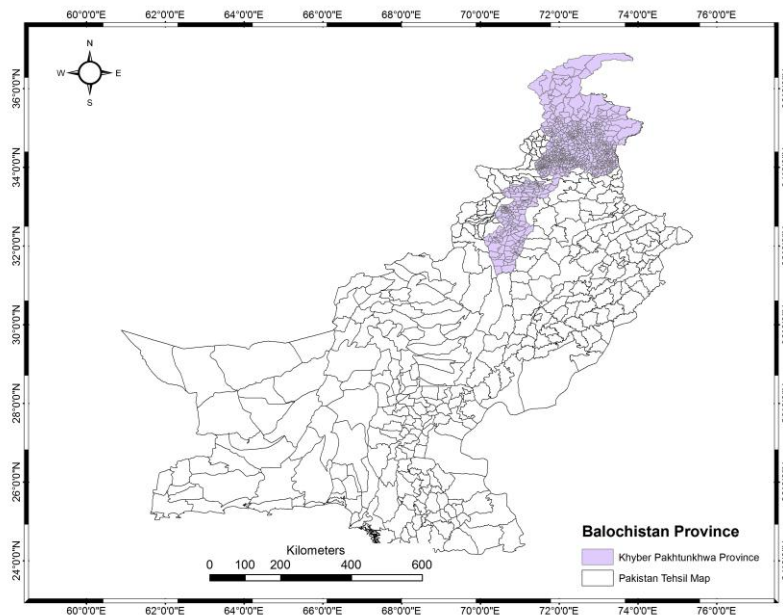 60°0'0"E 62°0'0"E 64°0'0"E 66°0'0"E 68°0'0"E 70°0'0"E 72°0'0"E 74°0'0"E 76°0'0"E
N
W E
S
36°0'0"N
34°0'0"N
32°0'0"N
30°0'0"N
28°0'0"N
26°0'0"N
24°0'0"N
Balochistan Province
Khyber Pakhtunkhwa Province
Pakistan Tehsil Map
Kilometers
0 100 200 400 600
60°0'0"E 62°0'0"E 64°0'0"E 66°0'0"E 68°0'0"E 70°0'0"E 72°0'0"E 74°0'0"E 76°0'0"E